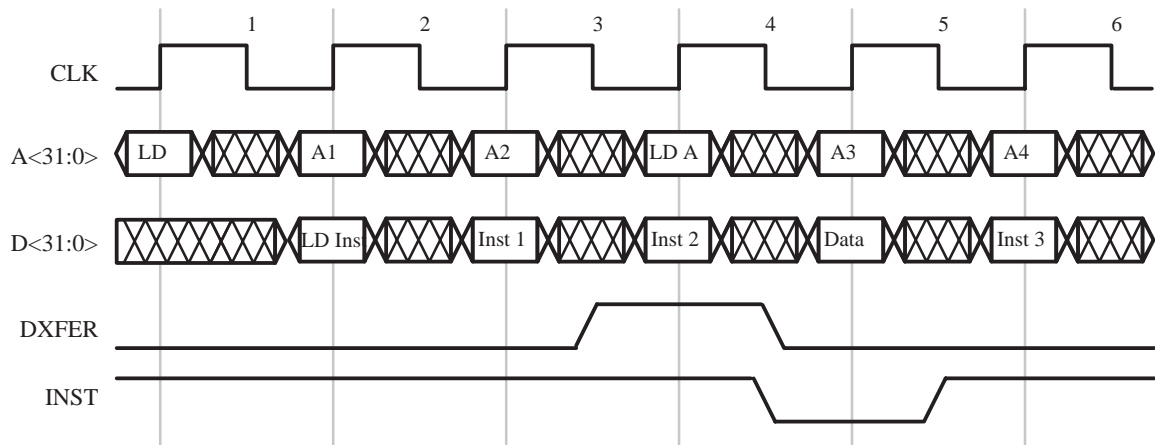 1 2 3 4 5 6
CLK
A<31:0> LD A1 A2 LD A A3 A4
D<31:0> LD Ins Inst 1 Inst 2 Data Inst 3
DXFER
INST